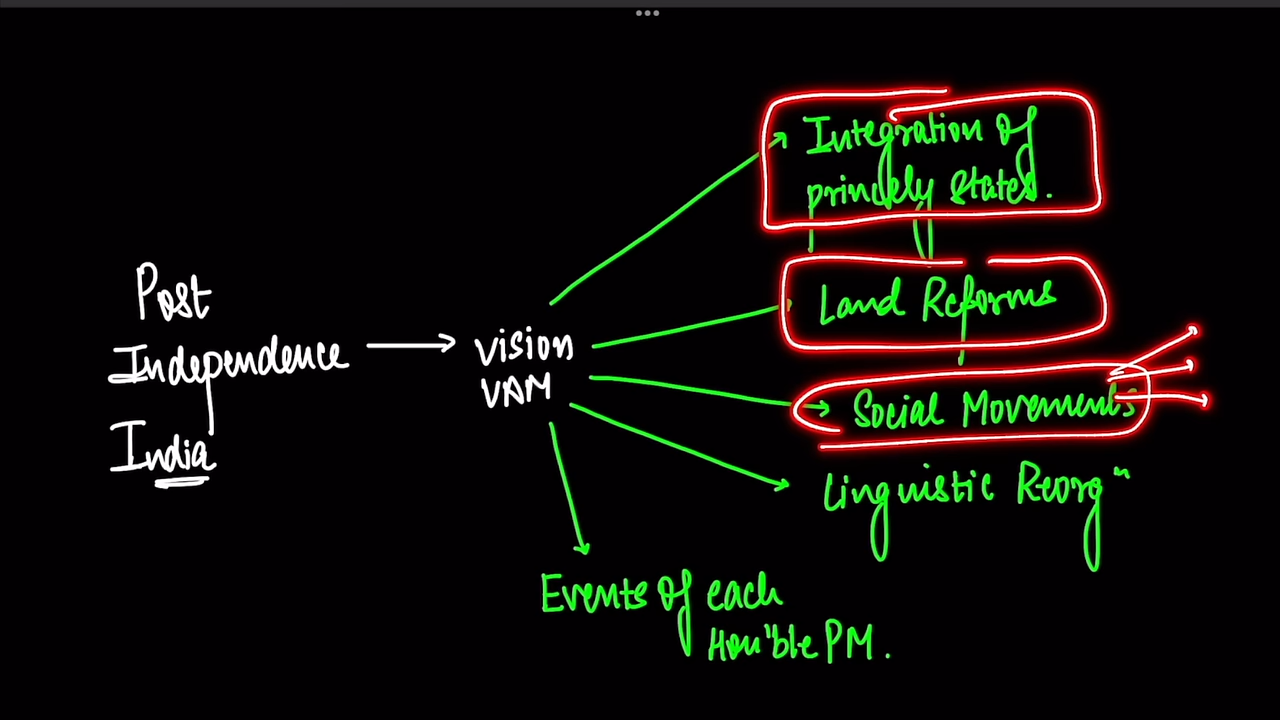 Post
Independence
India
Vision
VAM
Integration of
princely states.
Land Reforms
Social Movements
Linguistic Reorg"
Events of each
Hon"ble PM.